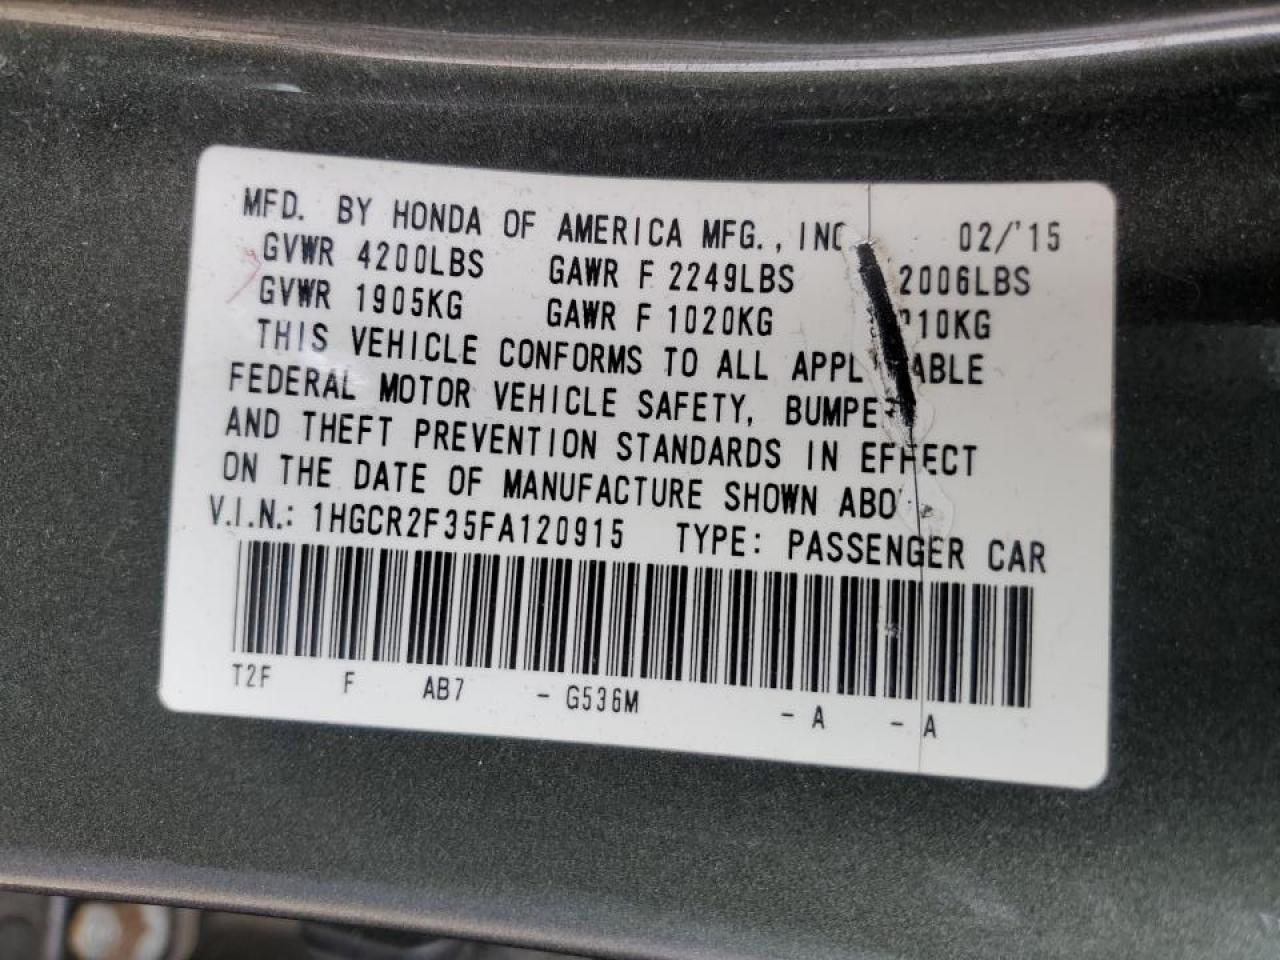 MFD. BY HONDA OF AMERICA MFG., INC 02/'15
GVWR 4200LBS GAWR F 2249LBS 2006LBS
GVWR 1905KG GAWR F 1020KG 10KG
THIS VEHICLE CONFORMS TO ALL APPL ABLE
FEDERAL MOTOR VEHICLE SAFETY, BUMPER
AND THEFT PREVENTION STANDARDS IN EFFECT
ON THE DATE OF MANUFACTURE SHOWN ABO
V.I.N.: 1HGCR2F35FA120915 TYPE: PASSENGER CAR
T2F F AB7 - G536M - A - A